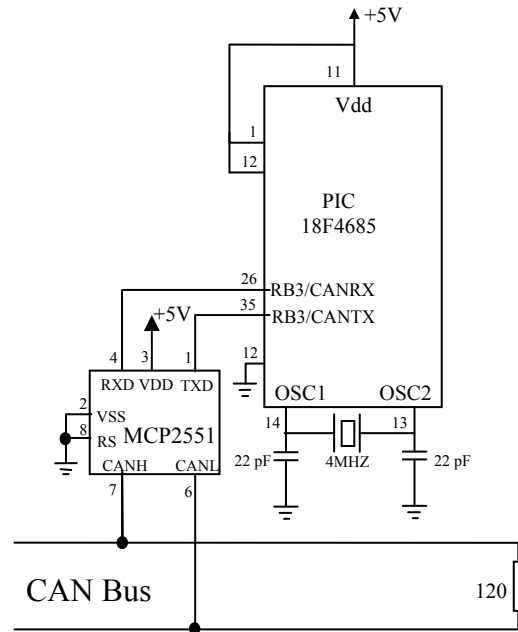 +5V
11
Vdd
1
12
PIC
18F4685
26
RB3/CANRX
+5V
35
RB3/CANTX
4
3
1
12
RXD VDD TXD
OSC1
OSC2
2
VSS
14
13
8
RS
MCP2551
22 pF
4MHZ
22 pF
CANH
CANL
7
6
CAN Bus
120